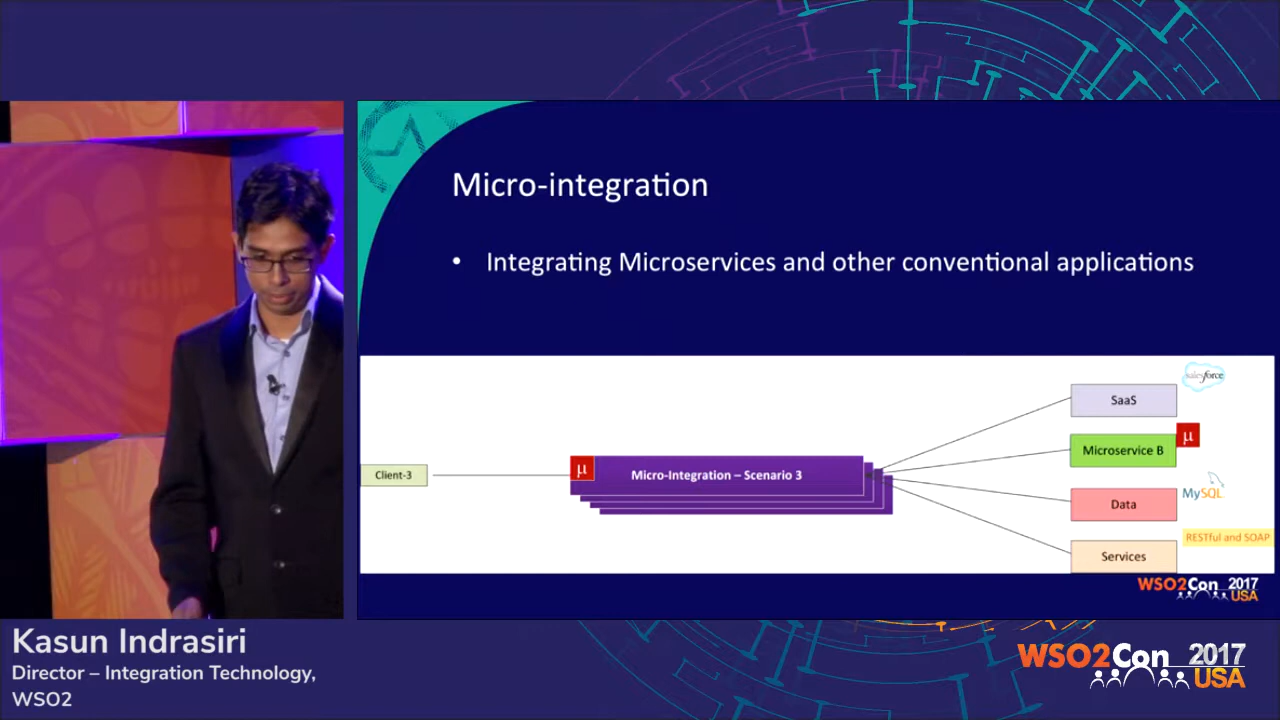 Micro-integration
• Integrating Microservices and other conventional applications
salesforce
SaaS
μ
Microservice B
μ
Micro-Integration – Scenario 3
Client-3
MySQL
Data
RESTful and SOAP
Services
WSO2Con 2017
USA
Kasun Indrasiri
Director – Integration Technology,
WSO2
WSO2Con 2017
USA